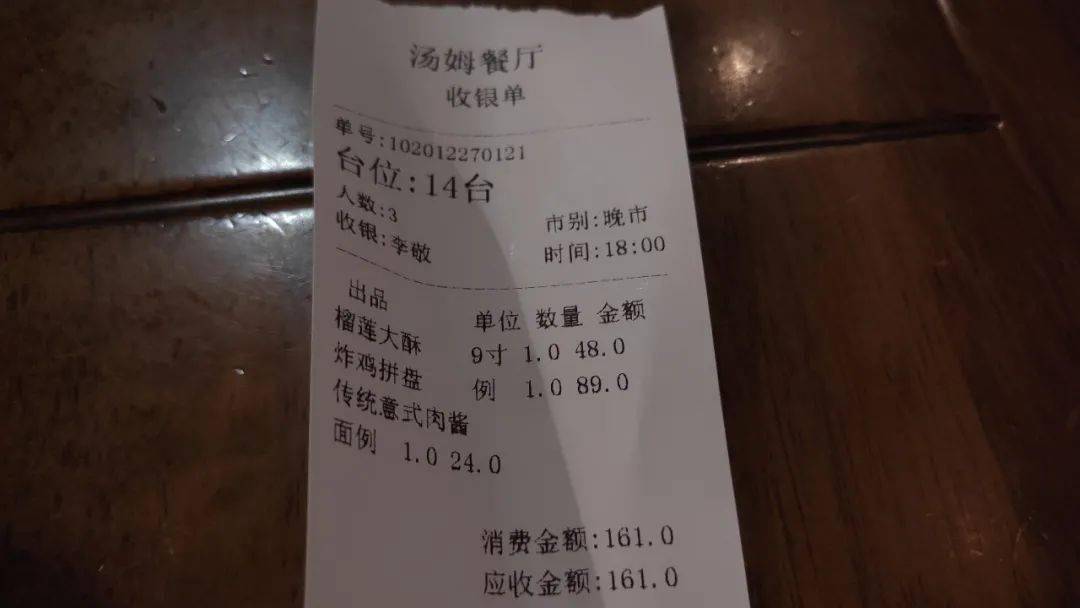 汤姆餐厅
收银单
单号:102012270121
台位:14台
人数:3 市别:晚市
收银:李敬 时间:18:00
出品 单位 数量 金额
榴莲大酥 9寸 1.0 48.0
炸鸡拼盘 例 1.0 89.0
传统意式肉酱
面例 1.0 24.0
消费金额:161.0
应收金额:161.0